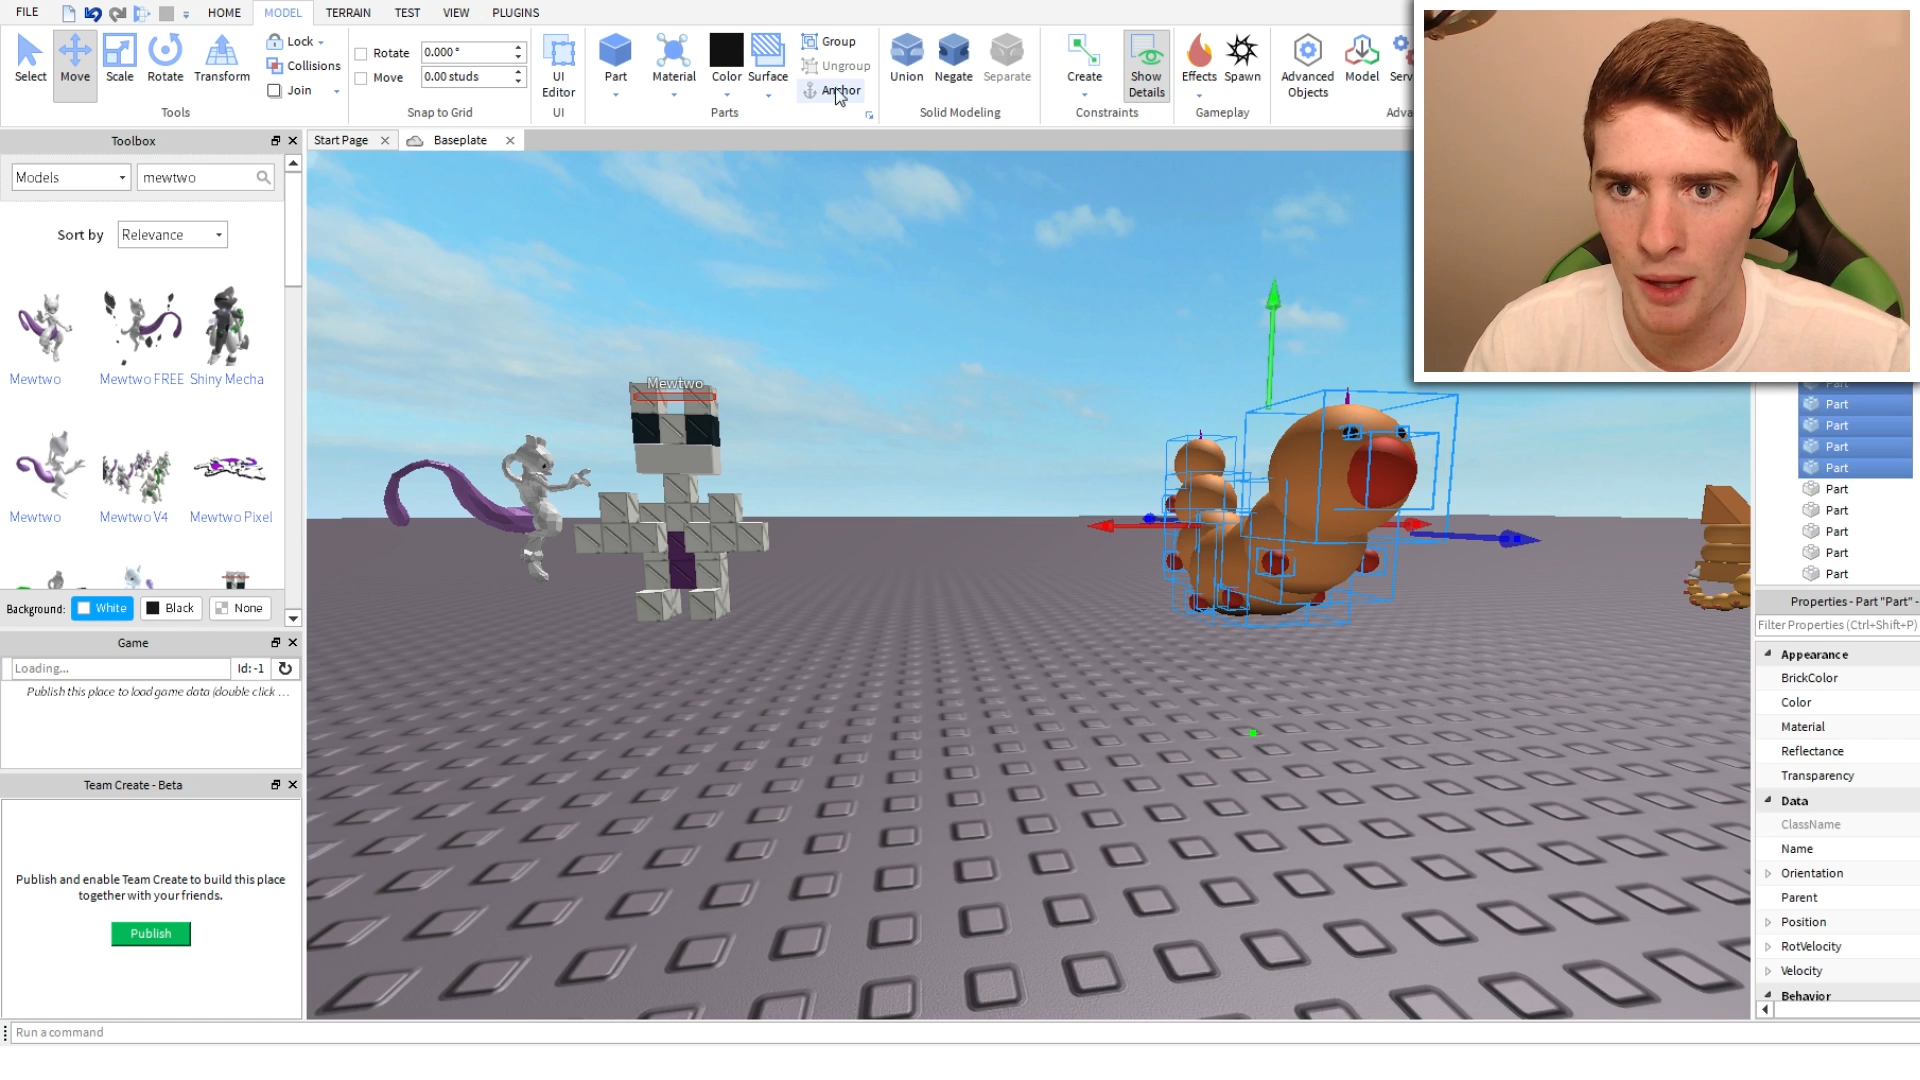 FILE HOME MODEL TERRAIN TEST VIEW PLUGINS
Select Move Scale Rotate Transform
Lock
Collisions
Join
Tools
Rotate 0.000 °
Move 0.00 studs
Snap to Grid
UI Editor
UI
Part Material Color Surface
Group
Ungroup
Anchor
Parts
Union Negate Separate
Solid Modeling
Create Show Details
Constraints
Effects Spawn
Gameplay
Advanced Objects Model Serv
Adva
Toolbox
Start Page Baseplate
Models mewtwo
Sort by Relevance
Mewtwo Mewtwo FREE Shiny Mecha
Mewtwo Mewtwo V4 Mewtwo Pixel
Background: White Black None
Game
Loading... Id: -1
Publish this place to load game data (double click ...
Team Create - Beta
Publish and enable Team Create to build this place
together with your friends.
Publish
Run a command
Mewtwo
Part
Part
Part
Part
Part
Part
Part
Part
Part
Part
Properties - Part "Part" -
Filter Properties (Ctrl+Shift+P)
Appearance
BrickColor
Color
Material
Reflectance
Transparency
Data
ClassName
Name
Orientation
Parent
Position
RotVelocity
Velocity
Behavior